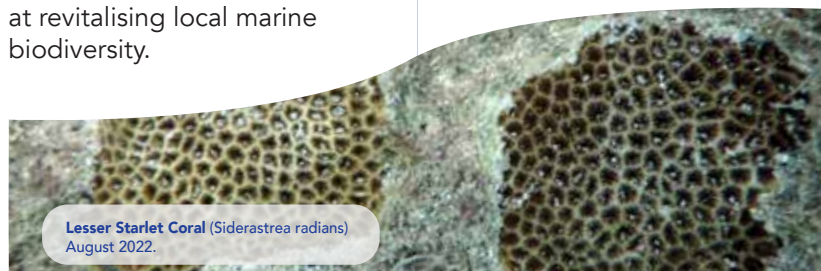 at revitalising local marine
biodiversity.
Lesser Starlet Coral (Siderastrea radians)
August 2022.